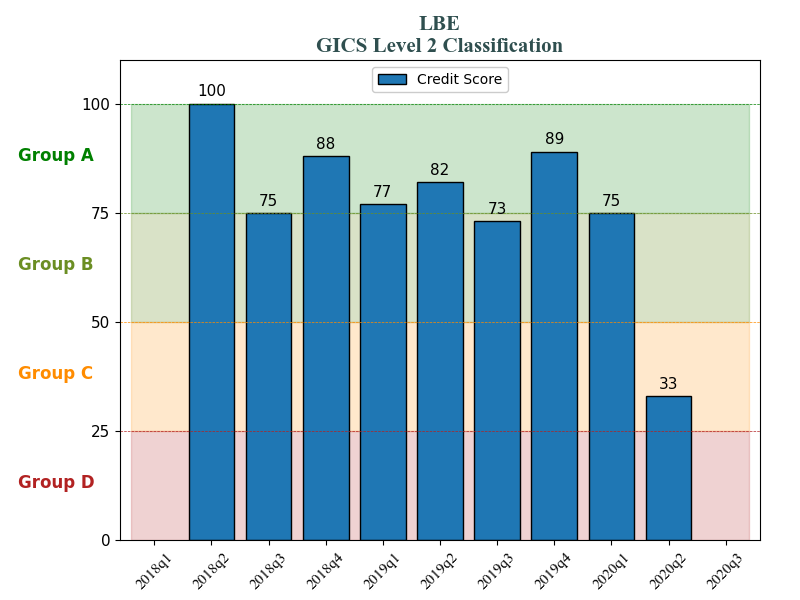 LBE
GICS Level 2 Classification
Credit Score
100
75
50
25
0
Group A
Group B
Group C
Group D
100
75
88
77
82
73
89
75
33
2018q1
2018q2
2018q3
2018q4
2019q1
2019q2
2019q3
2019q4
2020q1
2020q2
2020q3